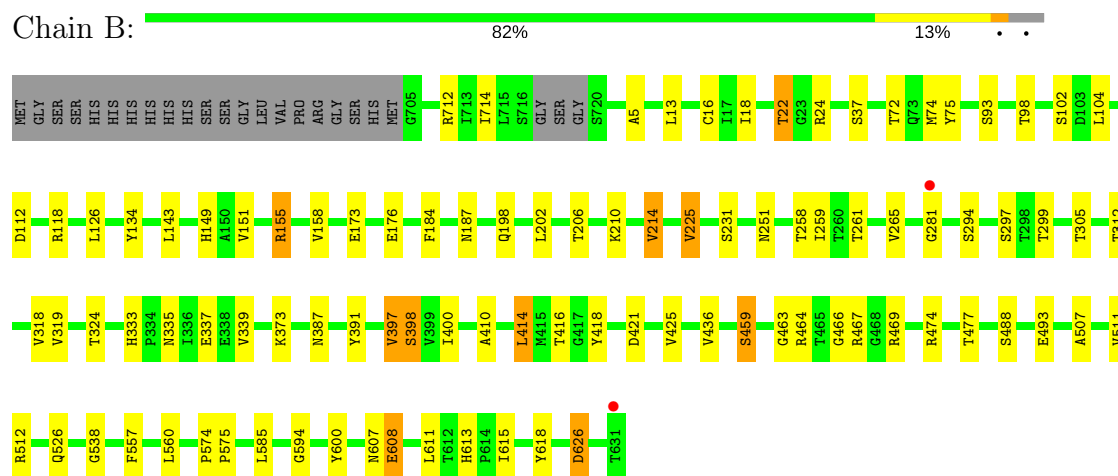 Chain B:
82% 13% • •
MET GLY SER SER HIS HIS HIS HIS HIS HIS SER SER GLY LEU VAL PRO ARG GLY SER HIS MET G705 R712 I713 I714 L715 S716 GLY SER GLY S720 A5 L13 C16 I17 I18 T22 G23 R24 S37 T72 Q73 M74 Y75 S93 T98 S102 D103 L104
D112 R118 L126 Y134 L143 H149 A150 V151 R155 V158 E173 E176 F184 N187 Q198 L202 T206 K210 V214 V225 S231 N251 T258 I259 T260 T261 V265 G281 S294 S297 T298 T299 T305 T312
V318 V319 T324 H333 P334 N335 I336 E337 E338 V339 K373 N387 Y391 V397 S398 V399 I400 A410 L414 M415 T416 G417 Y418 D421 V425 V436 S459 G463 R464 T465 G466 R467 G468 R469 R474 T477 S488 E493 A507 V511
R512 Q526 G538 F557 L560 P574 P575 L585 G594 Y600 N607 E608 L611 T612 H613 P614 I615 Y618 D626 T631